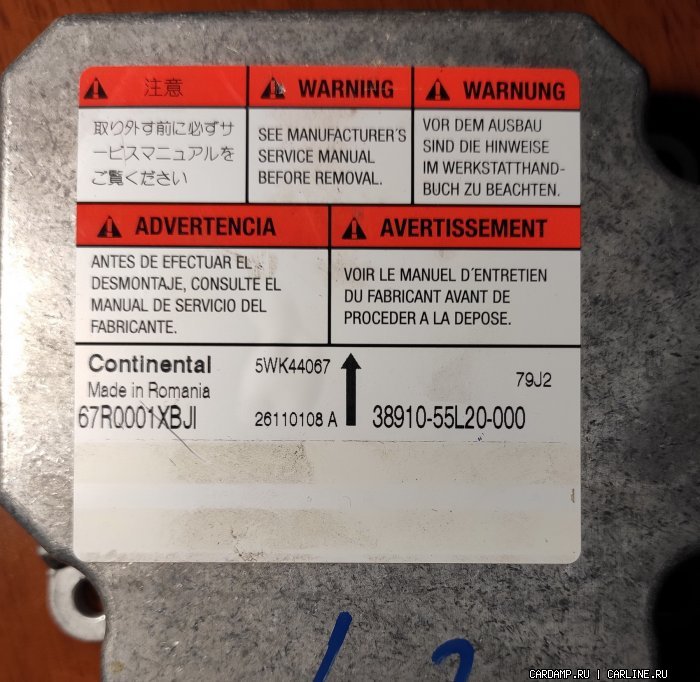 注意
取り外す前に必ずサ
ービスマニュアルを
ご覧ください
WARNING
SEE MANUFACTURER´S
SERVICE MANUAL
BEFORE REMOVAL.
WARNUNG
VOR DEM AUSBAU
SIND DIE HINWEISE
IM WERKSTATTHAND-
BUCH ZU BEACHTEN.
ADVERTENCIA
ANTES DE EFECTUAR EL
DESMONTAJE, CONSULTE EL
MANUAL DE SERVICIO DEL
FABRICANTE.
AVERTISSEMENT
VOIR LE MANUEL D´ENTRETIEN
DU FABRICANT AVANT DE
PROCEDER A LA DEPOSE.
Continental 5WK44067
79J2
Made in Romania
67RQ001XBJI 26110108 A 38910-55L20-000
CARDAMP.RU | CARLINE.RU